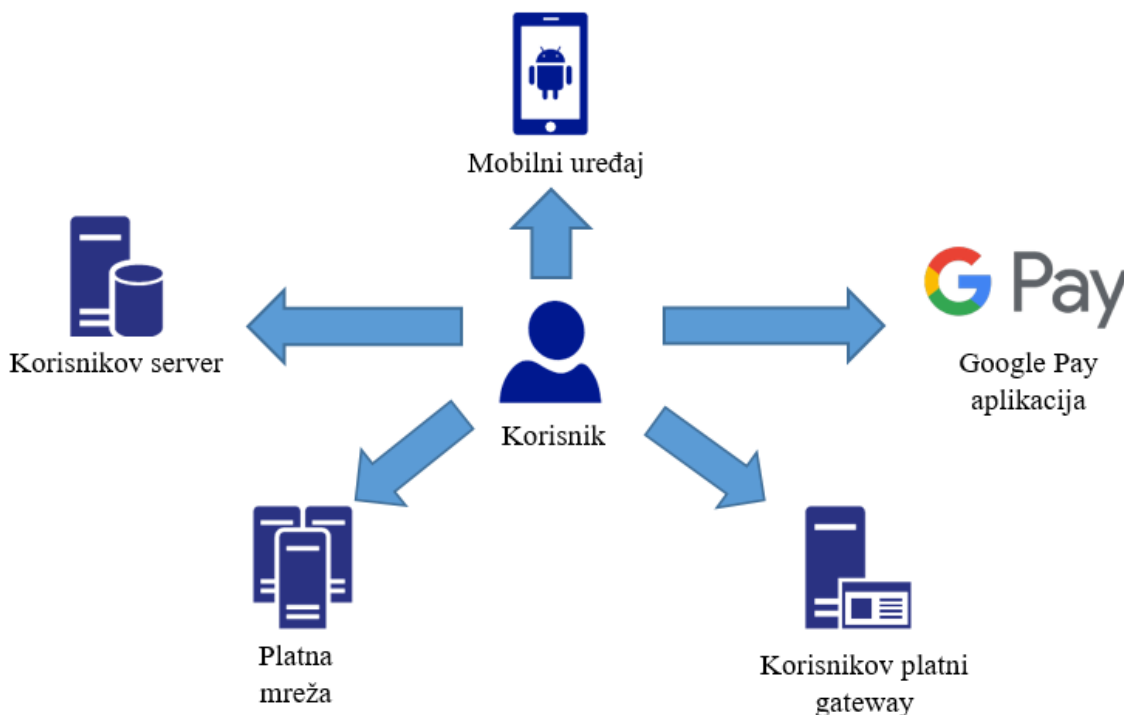 Mobilni uređaj
G Pay
Korisnikov server
Google Pay
aplikacija
Korisnik
Platna
mreža
Korisnikov platni
gateway